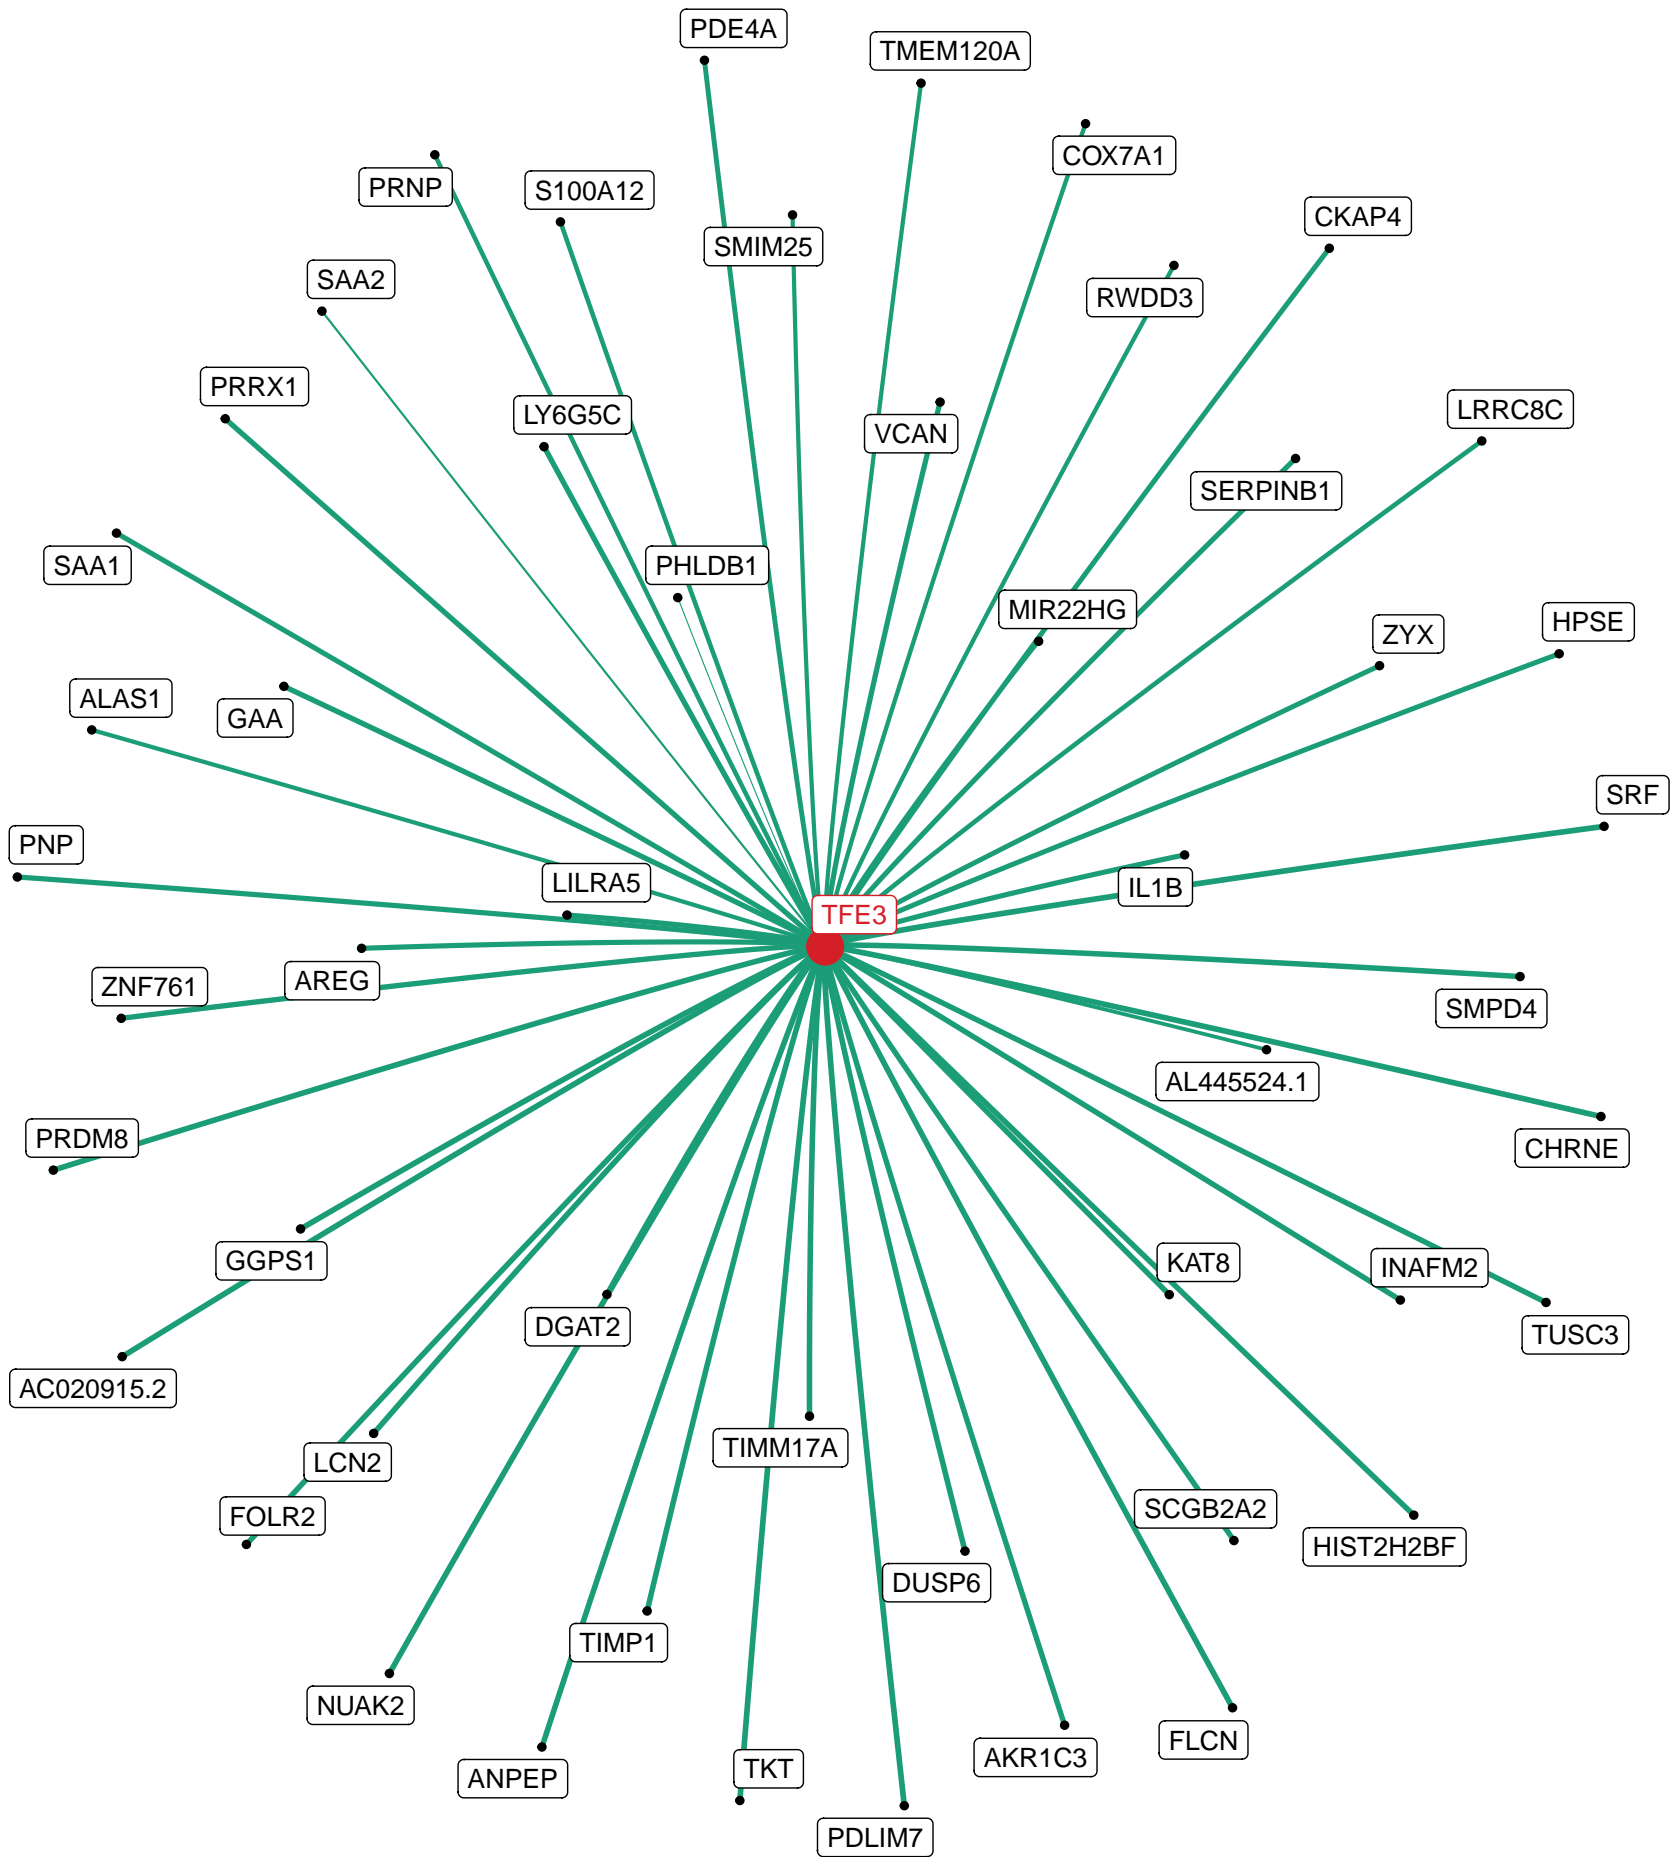 PDE4A
TMEM120A
COX7A1
PRNP
S100A12
CKAP4
SMIM25
SAA2
RWDD3
PRRX1
LY6G5C
LRRC8C
VCAN
SERPINB1
SAA1
PHLDB1
MIR22HG
HPSE
ZYX
ALAS1
GAA
SRF
PNP
LILRA5
IL1B
TFE3
AREG
ZNF761
SMPD4
AL445524.1
PRDM8
CHRNE
GGPS1
KAT8
INAFM2
DGAT2
TUSC3
AC020915.2
TIMM17A
LCN2
SCGB2A2
FOLR2
HIST2H2BF
DUSP6
TIMP1
NUAK2
FLCN
AKR1C3
TKT
ANPEP
PDLIM7